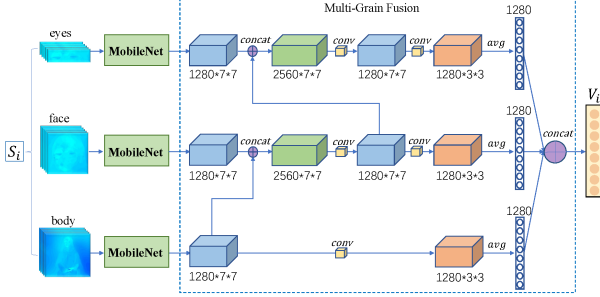 Multi-Grain Fusion
eyes
MobileNet
1280*7*7
concat
2560*7*7
conv
1280*7*7
conv
1280*3*3
avg
1280
face
MobileNet
1280*7*7
concat
2560*7*7
conv
1280*7*7
conv
1280*3*3
avg
1280
body
MobileNet
1280*7*7
conv
1280*3*3
avg
1280
S_i
concat
V_i